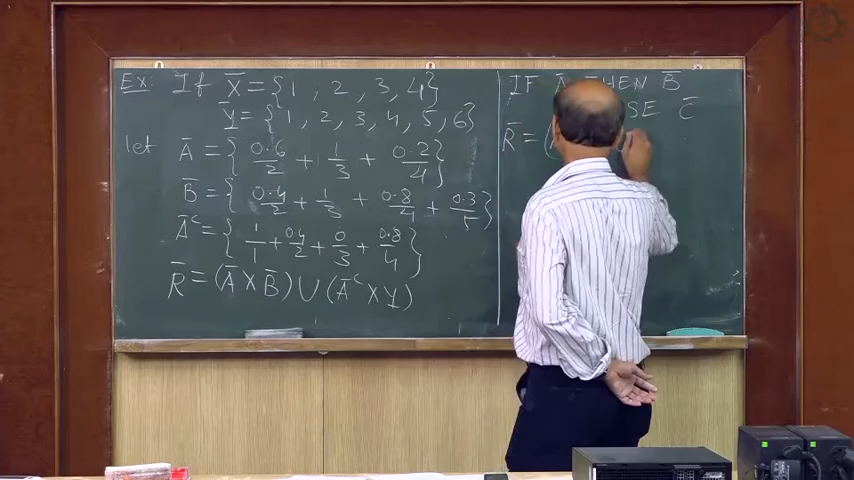 Ex: If X̄ = {1, 2, 3, 4}
Ȳ = {1, 2, 3, 4, 5, 6}
let Ā = {0.6/2 + 1/3 + 0.2/4}
B̄ = {0.4/2 + 1/3 + 0.8/4 + 0.3/5}
Āᶜ = {1/1 + 0.4/2 + 0/3 + 0.8/4}
R̄ = (Ā × B̄) ∪ (Āᶜ × Y)
IF THEN B̄
SE C̄
R̄ = (